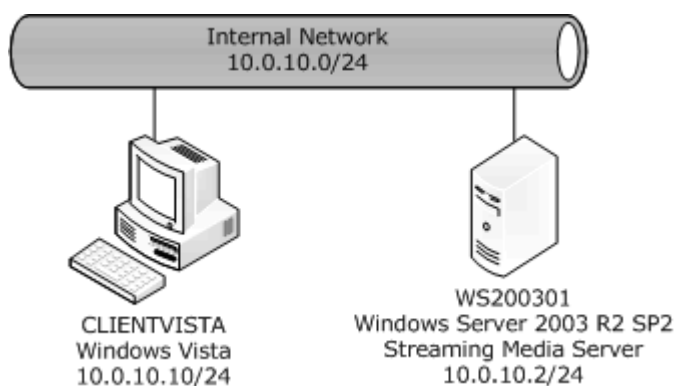 Internal Network
10.0.10.0/24
CLIENTVISTA
Windows Vista
10.0.10.10/24
WS200301
Windows Server 2003 R2 SP2
Streaming Media Server
10.0.10.2/24